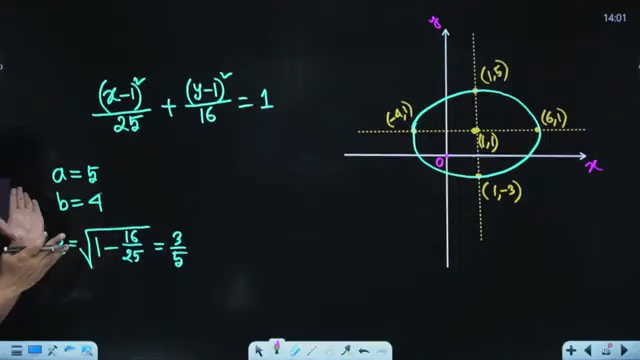 14:01
y
(x-1)²/25 + (y-1)²/16 = 1
(1,5)
(-4,1)
(6,1)
(1,1)
O
x
(1,-3)
a = 5
b = 4
= √(1 - 16/25) = 3/5